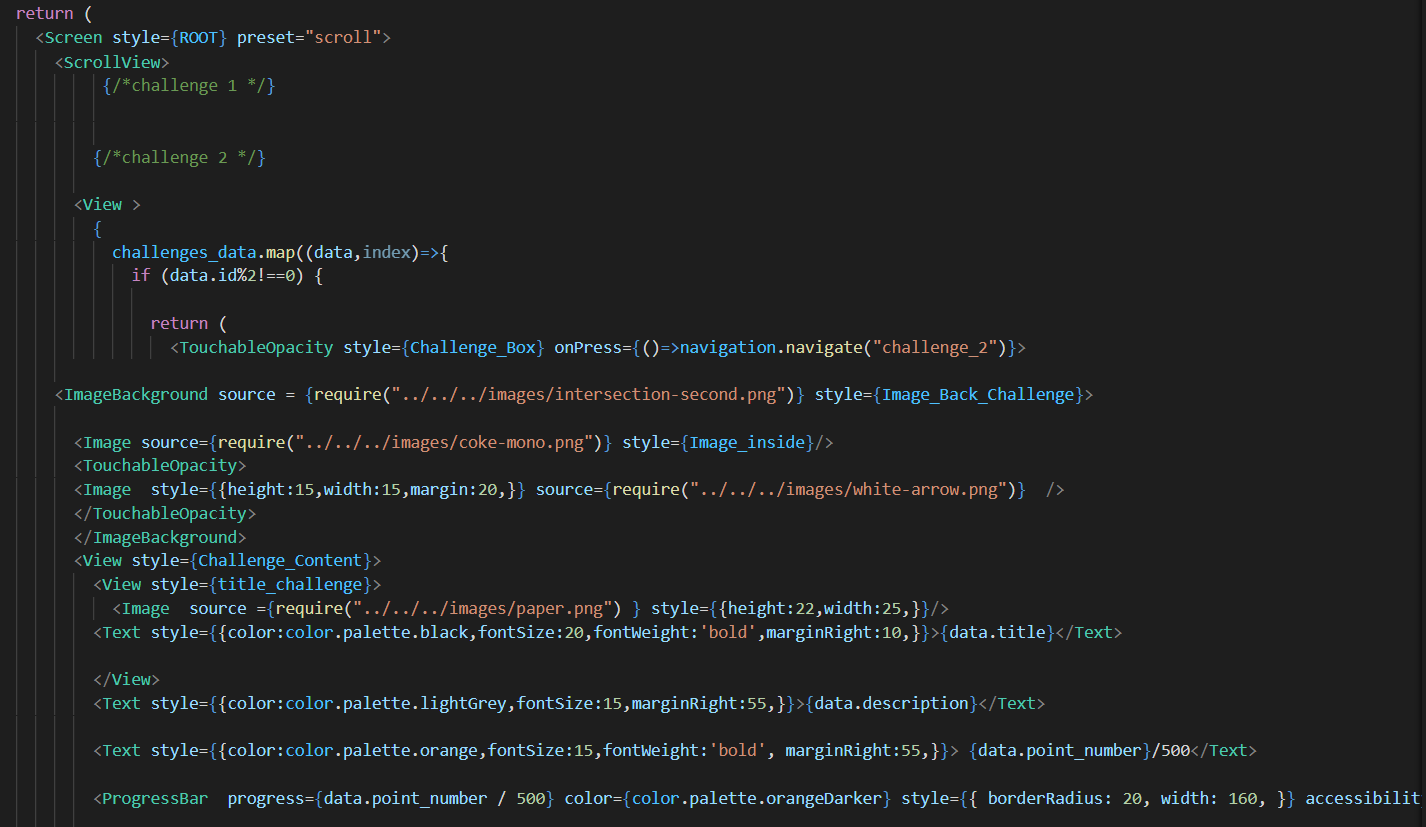 return (
<Screen style={ROOT} preset="scroll">
<ScrollView>
{/*challenge 1 */}
{/*challenge 2 */}
<View >
{
challenges_data.map((data,index)=>{
if (data.id%2!==0) {
return (
<TouchableOpacity style={Challenge_Box} onPress={()=>navigation.navigate("challenge_2")}>
<ImageBackground source = {require("../../../images/intersection-second.png")} style={Image_Back_Challenge}>
<Image source={require("../../../images/coke-mono.png")} style={Image_inside}/>
<TouchableOpacity>
<Image  style={{height:15,width:15,margin:20,}} source={require("../../../images/white-arrow.png")}  />
</TouchableOpacity>
</ImageBackground>
<View style={Challenge_Content}>
<View style={title_challenge}>
<Image  source ={require("../../../images/paper.png") } style={{height:22,width:25,}}/>
<Text style={{color:color.palette.black,fontSize:20,fontWeight:'bold',marginRight:10,}}>{data.title}</Text>
</View>
<Text style={{color:color.palette.lightGrey,fontSize:15,marginRight:55,}}>{data.description}</Text>
<Text style={{color:color.palette.orange,fontSize:15,fontWeight:'bold', marginRight:55,}}> {data.point_number}/500</Text>
<ProgressBar  progress={data.point_number / 500} color={color.palette.orangeDarker} style={{ borderRadius: 20, width: 160, }} accessibilit